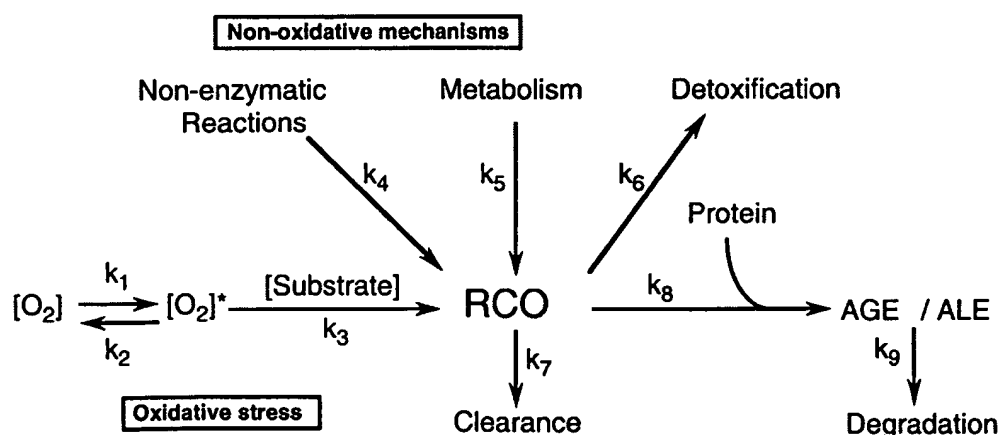 Non-oxidative mechanisms
Non-enzymatic
Reactions
Metabolism
Detoxification
k4
k5
k6
Protein
[O2]
k1
k2
[O2]*
[Substrate]
k3
RCO
k8
AGE / ALE
k7
k9
Oxidative stress
Clearance
Degradation